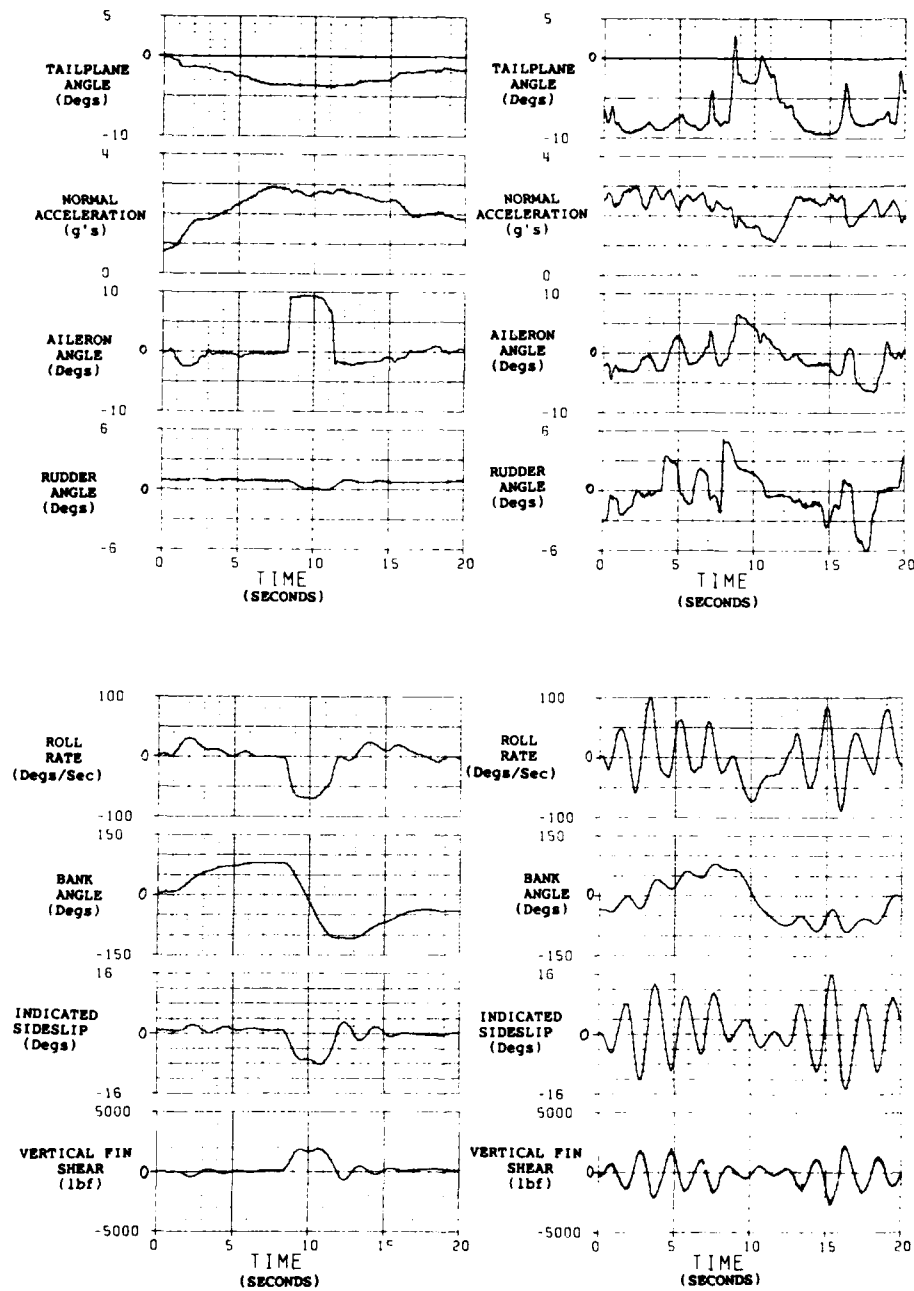 5
0
TAILPLANE
ANGLE
(Degs)
-10
4
NORMAL
ACCELERATION
(g's)
0
10
AILERON
ANGLE
(Degs)
0
-10
6
RUDDER
ANGLE
(Degs)
0
-6
0 5 10 15 20
TIME
(SECONDS)
5
0
TAILPLANE
ANGLE
(Degs)
-10
4
NORMAL
ACCELERATION
(g's)
0
10
AILERON
ANGLE
(Degs)
0
-10
6
RUDDER
ANGLE
(Degs)
0
-6
0 5 10 15 20
TIME
(SECONDS)
100
ROLL
RATE
(Degs/Sec)
0
-100
150
BANK
ANGLE
(Degs)
0
-150
16
INDICATED
SIDESLIP
(Degs)
0
-16
5000
VERTICAL FIN
SHEAR
(lbf)
0
-5000
0 5 10 15 20
TIME
(SECONDS)
100
ROLL
RATE
(Degs/Sec)
0
-100
150
BANK
ANGLE
(Degs)
0
-150
16
INDICATED
SIDESLIP
(Degs)
0
-16
5000
VERTICAL FIN
SHEAR
(lbf)
0
-5000
0 5 10 15 20
TIME
(SECONDS)